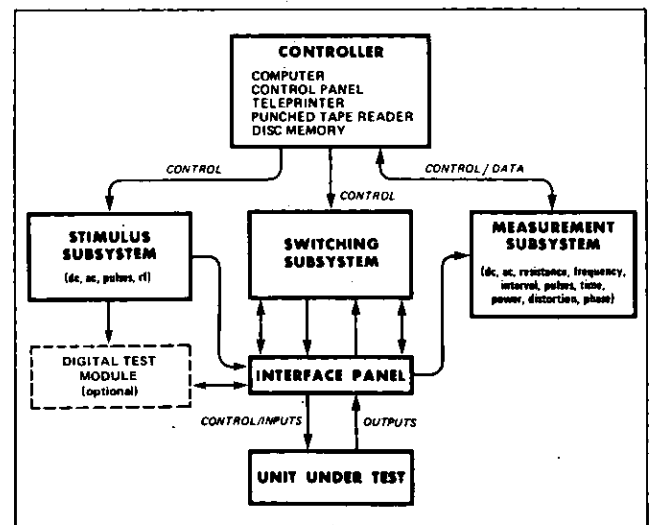 CONTROLLER
COMPUTER
CONTROL PANEL
TELEPRINTER
PUNCHED TAPE READER
DISC MEMORY
CONTROL
CONTROL
CONTROL / DATA
STIMULUS
SUBSYSTEM
(dc, ac, pulses, rf)
SWITCHING
SUBSYSTEM
MEASUREMENT
SUBSYSTEM
(dc, ac, resistance, frequency,
interval, pulses, time,
power, distortion, phase)
DIGITAL TEST
MODULE
(optional)
INTERFACE PANEL
CONTROL/INPUTS
OUTPUTS
UNIT UNDER TEST